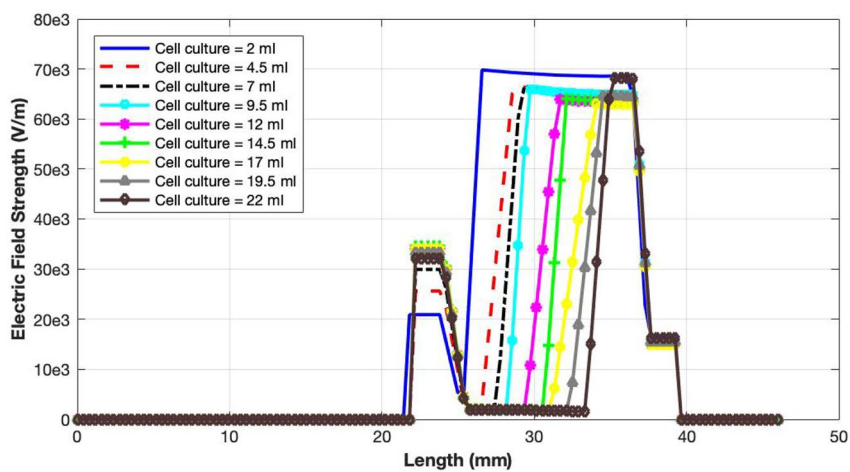 80e3
70e3
60e3
50e3
40e3
30e3
20e3
10e3
0
Electric Field Strength (V/m)
Cell culture = 2 ml
Cell culture = 4.5 ml
Cell culture = 7 ml
Cell culture = 9.5 ml
Cell culture = 12 ml
Cell culture = 14.5 ml
Cell culture = 17 ml
Cell culture = 19.5 ml
Cell culture = 22 ml
0 10 20 30 40 50
Length (mm)